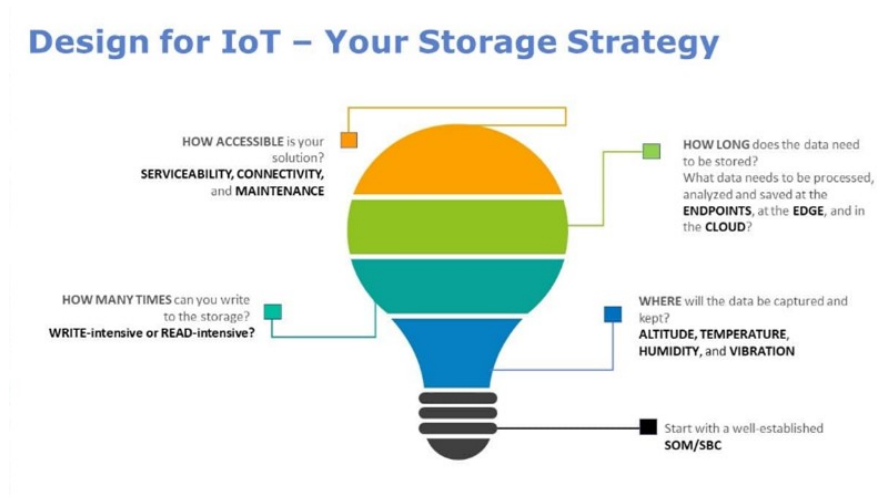 Design for IoT – Your Storage Strategy
HOW ACCESSIBLE is your
solution?
SERVICEABILITY, CONNECTIVITY,
and MAINTENANCE
HOW LONG does the data need
to be stored?
What data needs to be processed,
analyzed and saved at the
ENDPOINTS, at the EDGE, and in
the CLOUD?
HOW MANY TIMES can you write
to the storage?
WRITE-intensive or READ-intensive?
WHERE will the data be captured and
kept?
ALTITUDE, TEMPERATURE,
HUMIDITY, and VIBRATION
Start with a well-established
SOM/SBC